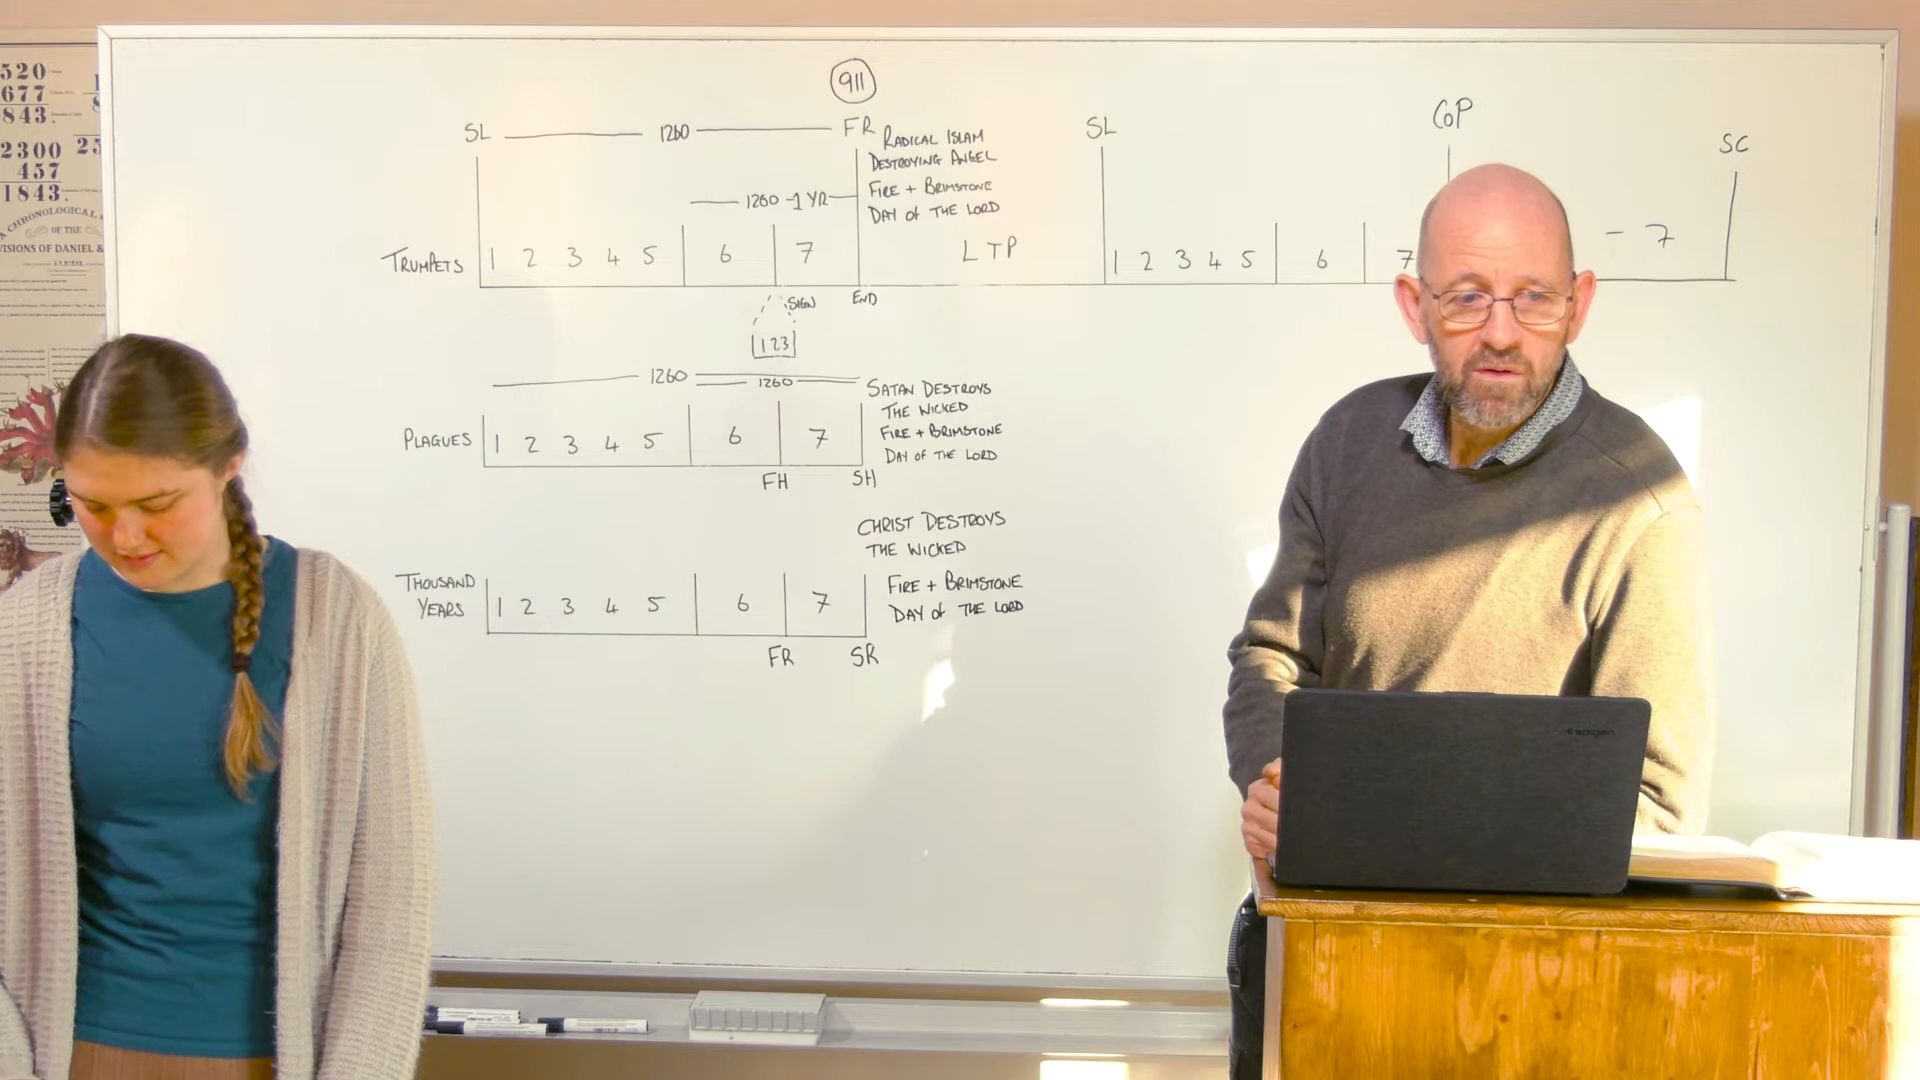 520
677
843.
2300 25
457
1843.
A CHRONOLOGICAL
OF THE
VISIONS OF DANIEL &
911
SL 1260 FR
RADICAL ISLAM
DESTROYING ANGEL
1260 -1 YR
FIRE + BRIMSTONE
DAY OF THE LORD
TRUMPETS 1 2 3 4 5 6 7
LTP
SIGN END
123
SL CoP SC
1 2 3 4 5 6 7 - 7
1260 1260
SATAN DESTROYS
THE WICKED
FIRE + BRIMSTONE
DAY OF THE LORD
PLAGUES 1 2 3 4 5 6 7
FH SH
CHRIST DESTROYS
THE WICKED
FIRE + BRIMSTONE
DAY of THE LORD
THOUSAND
YEARS 1 2 3 4 5 6 7
FR SR
spigen